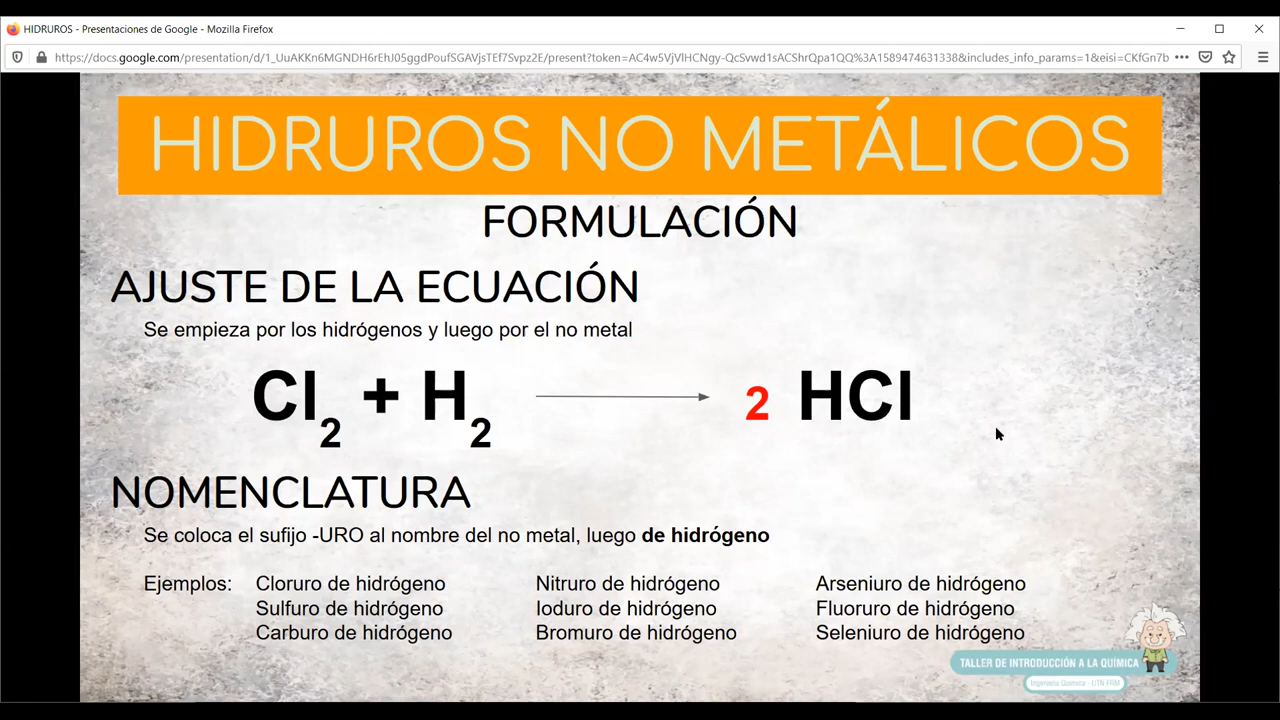 HIDRUROS - Presentaciones de Google - Mozilla Firefox
https://docs.google.com/presentation/d/1_UuAKKn6MGNDH6rEhJ05ggdPoufSGAVjsTEf7Svpz2E/present?token=AC4w5VjVlHCNgy-QcSvwd1sACShrQpa1QQ%3A1589474631338&includes_info_params=1&eisi=CKfGn7b
HIDRUROS NO METÁLICOS
FORMULACIÓN
AJUSTE DE LA ECUACIÓN
Se empieza por los hidrógenos y luego por el no metal
Cl2 + H2 → 2 HCl
NOMENCLATURA
Se coloca el sufijo -URO al nombre del no metal, luego de hidrógeno
Ejemplos: Cloruro de hidrógeno Nitruro de hidrógeno Arseniuro de hidrógeno
Sulfuro de hidrógeno Ioduro de hidrógeno Fluoruro de hidrógeno
Carburo de hidrógeno Bromuro de hidrógeno Seleniuro de hidrógeno
TALLER DE INTRODUCCIÓN A LA QUÍMICA
Ingeniería Química - UTN FRM